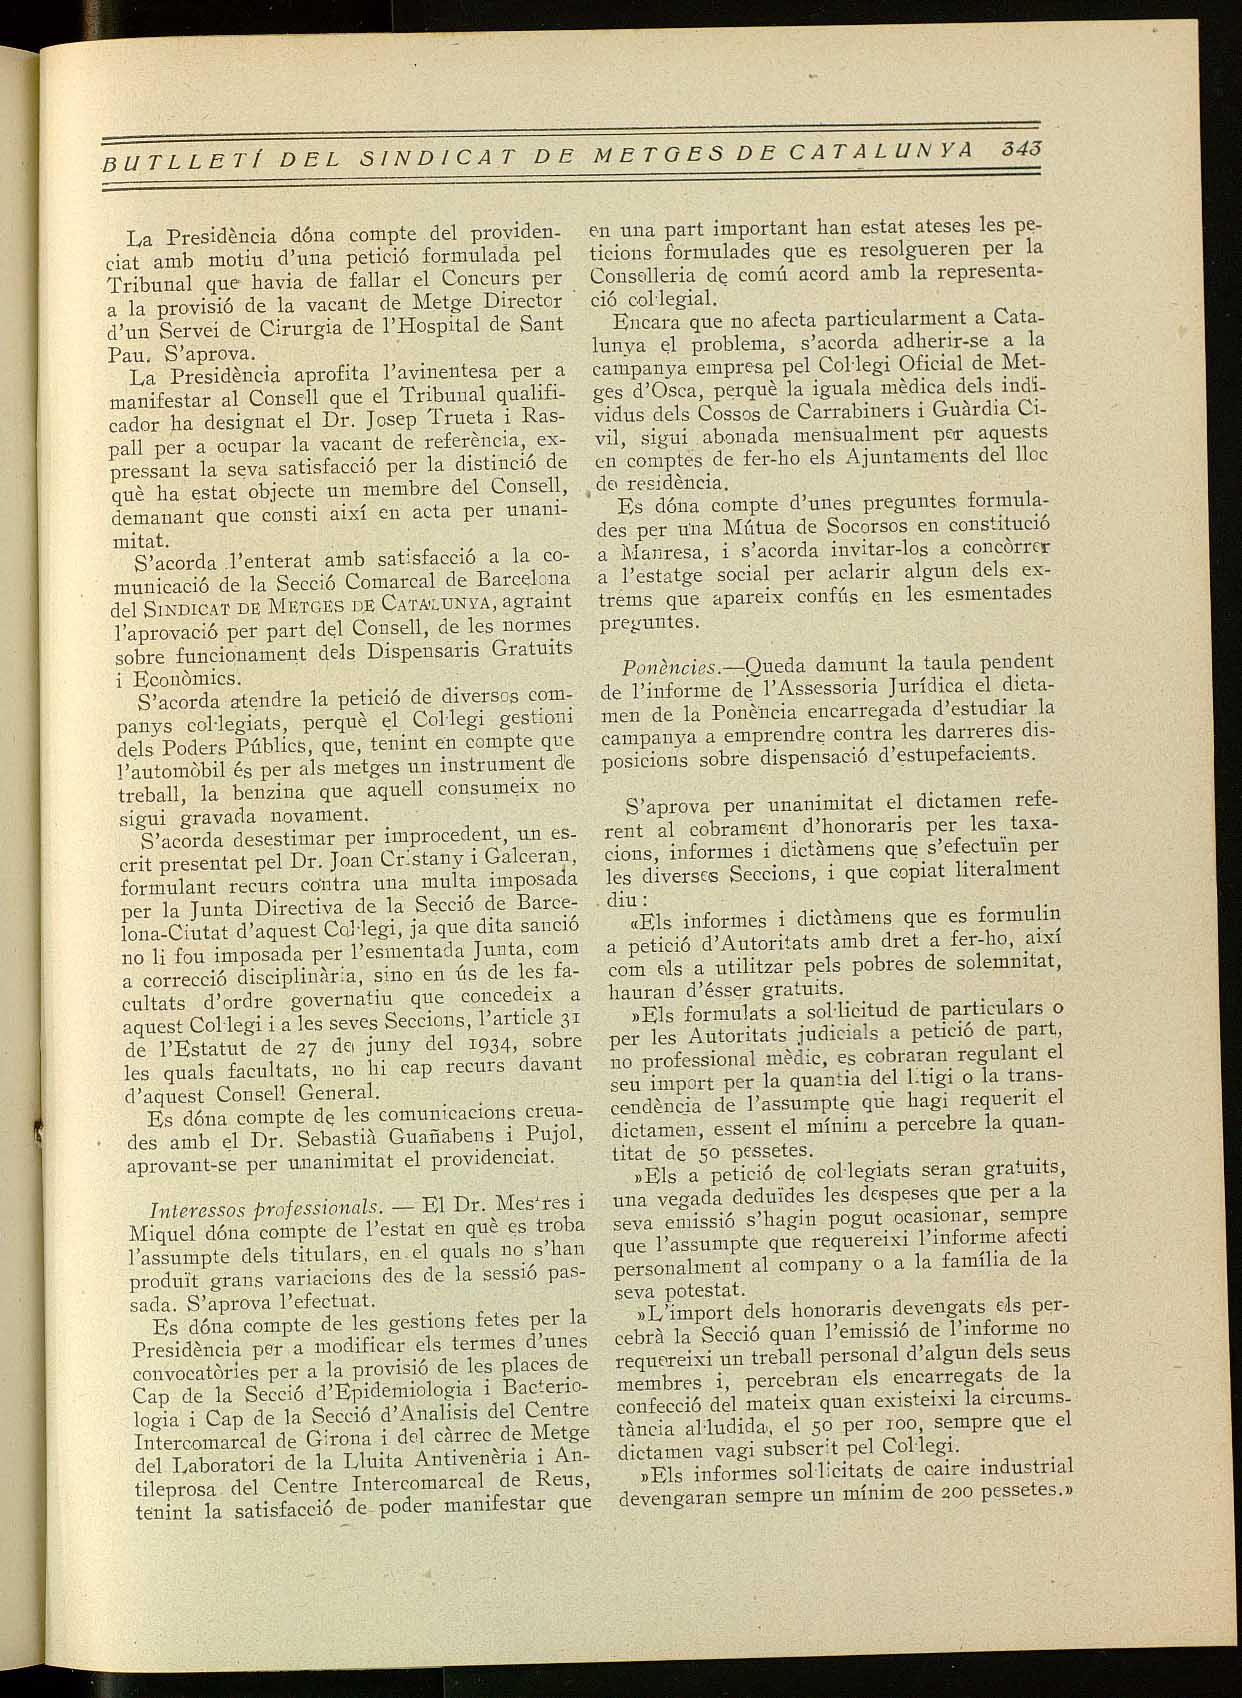 BUTLLETÍ DEL SINDICAT DE METGES DE CATALUNYA 343
La Presidència dóna compte del providen-
ciat amb motiu d'una petició formulada pel
Tribunal que havia de fallar el Concurs per
a la provisió de la vacant de Metge Director
d'un Servei de Cirurgia de l'Hospital de Sant
Pau. S'aprova.
La Presidència aprofita l'avinentesa per a
manifestar al Consell que el Tribunal qualifi-
cador ha designat el Dr. Josep Trueta i Ras-
pall per a ocupar la vacant de referència, ex-
pressant la seva satisfacció per la distinció de
què ha estat objecte un membre del Consell,
demanant que consti així en acta per unani-
mitat.
S'acorda l'enterat amb satisfacció a la co-
municació de la Secció Comarcal de Barcelona
del SINDICAT DE METGES DE CATALUNYA, agraint
l'aprovació per part del Consell, de les normes
sobre funcionament dels Dispensaris Gratuits
i Econòmics.
S'acorda atendre la petició de diversos com-
panys col·legiats, perquè el Col·legi gestioni
dels Poders Públics, que, tenint en compte que
l'automòbil és per als metges un instrument de
treball, la benzina que aquell consumeix no
sigui gravada novament.
S'acorda desestimar per improcedent, un es-
crit presentat pel Dr. Joan Cristany i Galceran,
formulant recurs contra una multa imposada
per la Junta Directiva de la Secció de Barce-
lona-Ciutat d'aquest Col·legi, ja que dita sanció
no li fou imposada per l'esmentada Junta, com
a correcció disciplinària, sino en ús de les fa-
cultats d'ordre governatiu que concedeix a
aquest Col·legi i a les seves Seccions, l'article 31
de l'Estatut de 27 de juny del 1934, sobre
les quals facultats, no hi cap recurs davant
d'aquest Consell General.
Es dóna compte de les comunicacions creua-
des amb el Dr. Sebastià Guañabens i Pujol,
aprovant-se per unanimitat el providenciat.
Interessos professionals. — El Dr. Mestres i
Miquel dóna compte de l'estat en què es troba
l'assumpte dels titulars, en el quals no s'han
produït grans variacions des de la sessió pas-
sada. S'aprova l'efectuat.
Es dóna compte de les gestions fetes per la
Presidència per a modificar els termes d'unes
convocatòries per a la provisió de les places de
Cap de la Secció d'Epidemiologia i Bacterio-
logia i Cap de la Secció d'Analisis del Centre
Intercomarcal de Girona i del càrrec de Metge
del Laboratori de la Lluita Antivenèria i An-
tileprosa del Centre Intercomarcal de Reus,
tenint la satisfacció de poder manifestar que
en una part important han estat ateses les pe-
ticions formulades que es resolgueren per la
Conselleria de comú acord amb la representa-
ció col·legial.
Encara que no afecta particularment a Cata-
lunya el problema, s'acorda adherir-se a la
campanya empresa pel Col·legi Oficial de Met-
ges d'Osca, perquè la iguala mèdica dels indi-
vidus dels Cossos de Carrabiners i Guàrdia Ci-
vil, sigui abonada mensualment per aquests
en comptes de fer-ho els Ajuntaments del lloc
de residència.
Es dóna compte d'unes preguntes formula-
des per una Mútua de Socorsos en constitució
a Manresa, i s'acorda invitar-los a concòrrer
a l'estatge social per aclarir algun dels ex-
trems que apareix confús en les esmentades
preguntes.
Ponències.—Queda damunt la taula pendent
de l'informe de l'Assessoria Jurídica el dicta-
men de la Ponència encarregada d'estudiar la
campanya a emprendre contra les darreres dis-
posicions sobre dispensació d'estupefacients.
S'aprova per unanimitat el dictamen refe-
rent al cobrament d'honoraris per les taxa-
cions, informes i dictàmens que s'efectuïn per
les diverses Seccions, i que copiat literalment
diu :
«Els informes i dictàmens que es formulin
a petició d'Autoritats amb dret a fer-ho, així
com els a utilitzar pels pobres de solemnitat,
hauran d'ésser gratuits.
»Els formulats a sol·licitud de particulars o
per les Autoritats judicials a petició de part,
no professional mèdic, es cobraran regulant el
seu import per la quantia del litigi o la trans-
cendència de l'assumpte que hagi requerit el
dictamen, essent el mínim a percebre la quan-
titat de 50 pessetes.
»Els a petició de col·legiats seran gratuits,
una vegada deduïdes les despeses que per a la
seva emissió s'hagin pogut ocasionar, sempre
que l'assumpte que requereixi l'informe afecti
personalment al company o a la família de la
seva potestat.
»L'import dels honoraris devengats els per-
cebrà la Secció quan l'emissió de l'informe no
requereixi un treball personal d'algun dels seus
membres i, percebran els encarregats de la
confecció del mateix quan existeixi la circums-
tància al·ludida, el 50 per 100, sempre que el
dictamen vagi subscrit pel Col·legi.
»Els informes sol·licitats de caire industrial
devengaran sempre un mínim de 200 pessetes.»